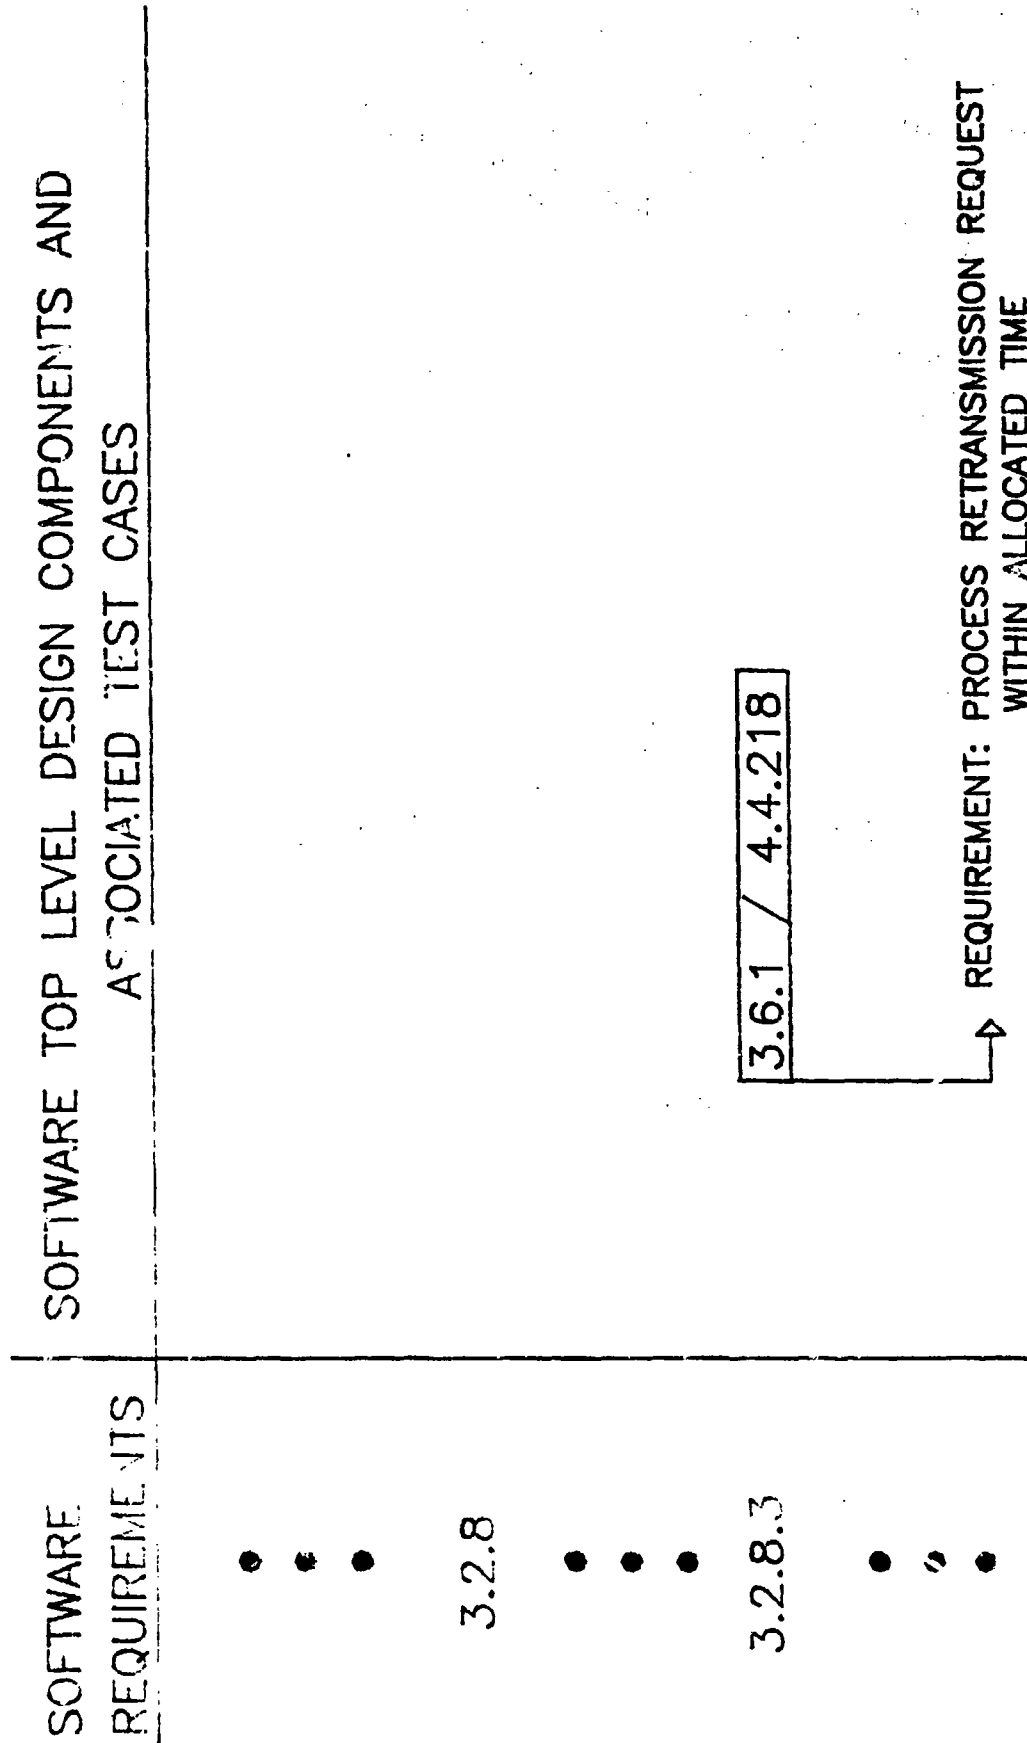 SOFTWARE
REQUIREMENTS
SOFTWARE TOP LEVEL DESIGN COMPONENTS AND
ASSOCIATED TEST CASES
3.2.8
3.2.8.3
3.6.1 / 4.4.218
REQUIREMENT: PROCESS RETRANSMISSION REQUEST
WITHIN ALLOCATED TIME